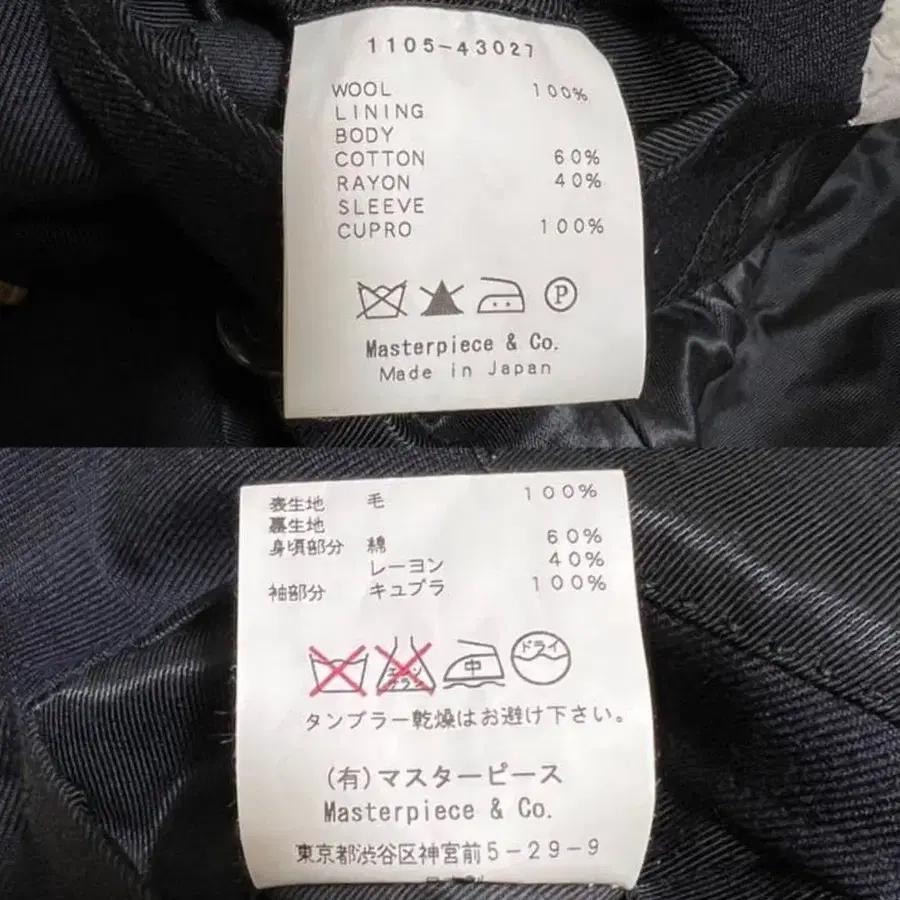 1105-43027
WOOL 100%
LINING
BODY
COTTON 60%
RAYON 40%
SLEEVE
CUPRO 100%
P
Masterpiece & Co.
Made in Japan
表生地 毛 100%
裏生地
身頃部分 綿 60%
レーヨン 40%
袖部分 キュプラ 100%
中 ドライ
タンブラー乾燥はお避け下さい。
(有)マスターピース
Masterpiece & Co.
東京都渋谷区神宮前5-29-9